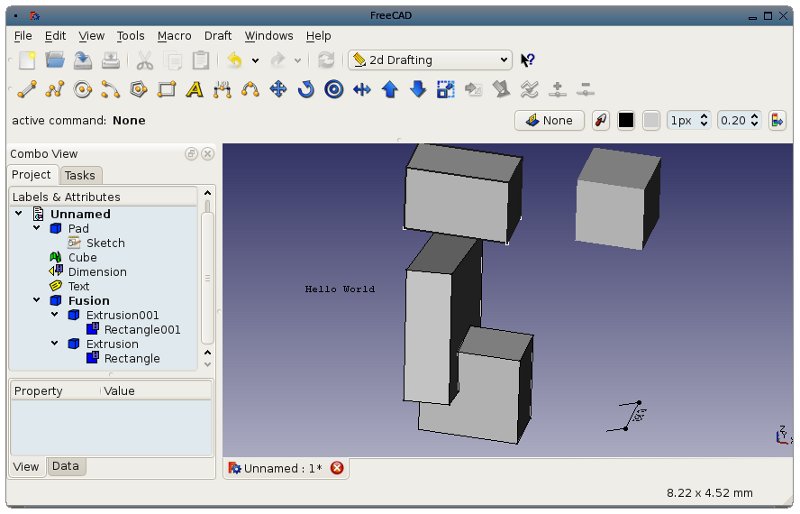 FreeCAD
File Edit View Tools Macro Draft Windows Help
2d Drafting
active command: None
None
1px
0.20
Combo View
Project Tasks
Labels & Attributes
Unnamed
Pad
Sketch
Cube
Dimension
Text
Fusion
Extrusion001
Rectangle001
Extrusion
Rectangle
Hello World
Property Value
View Data
Unnamed : 1*
Z
Y
8.22 x 4.52 mm